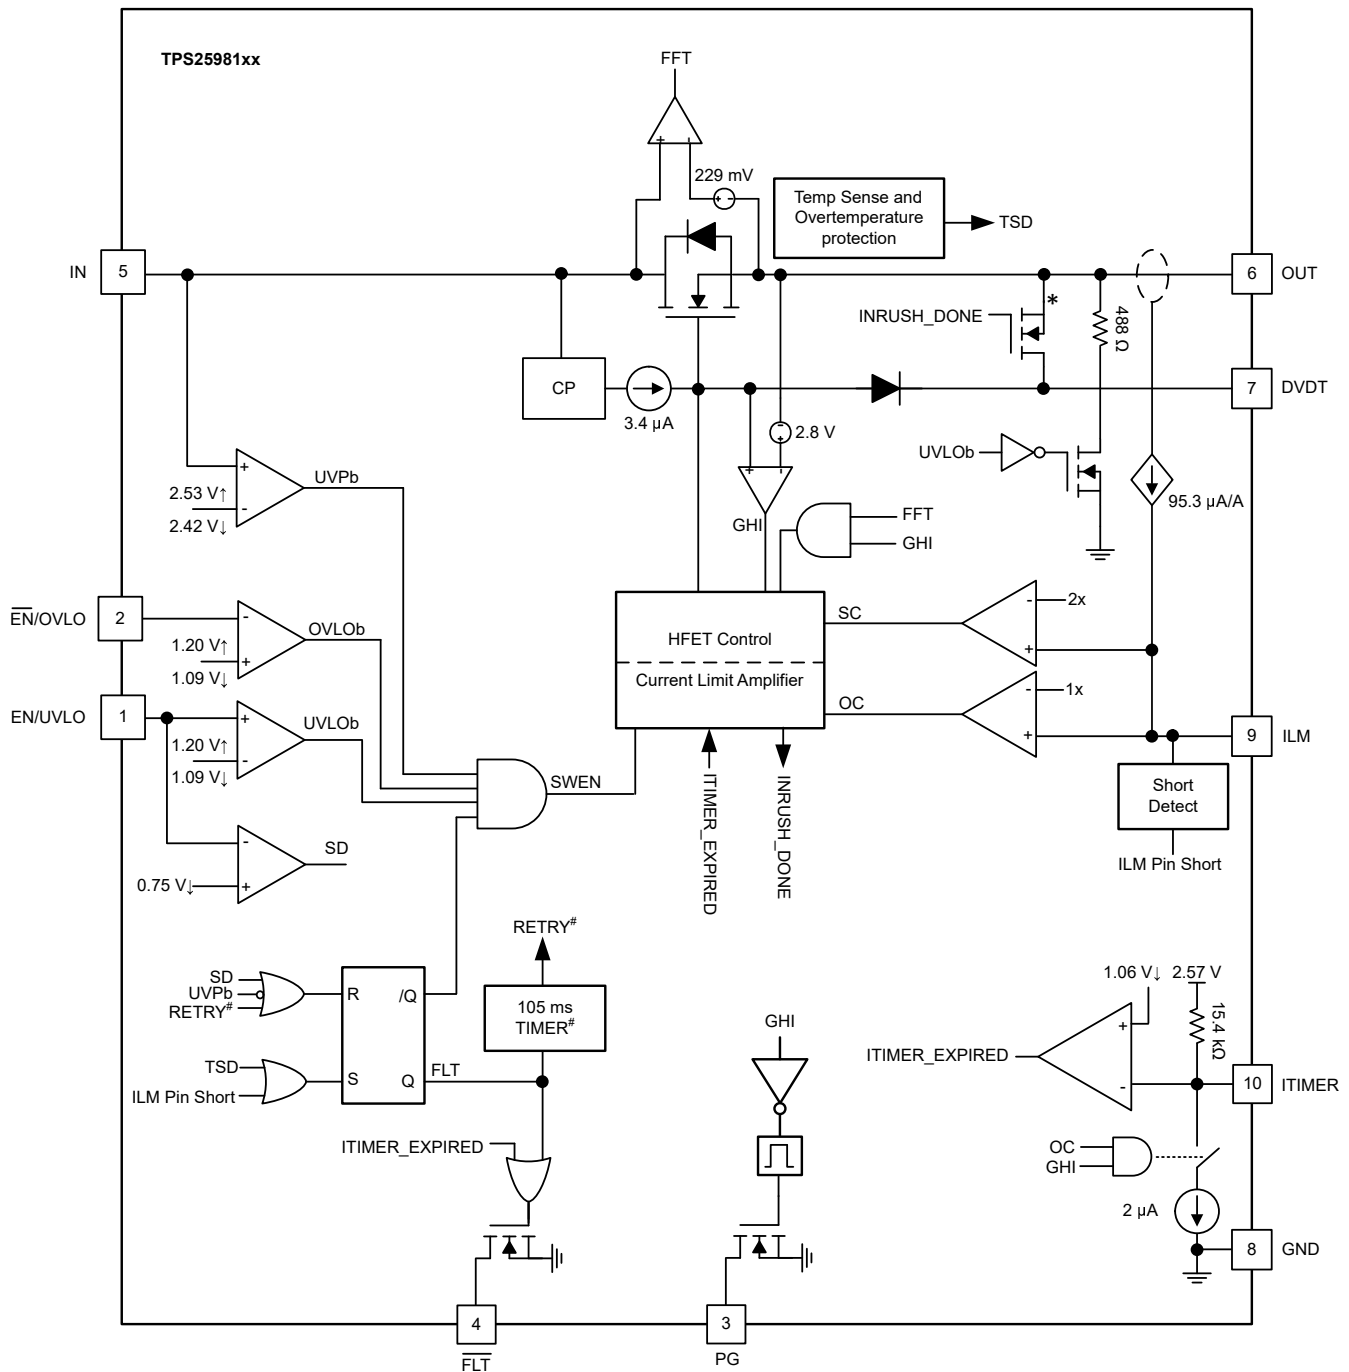 TPS25981xx
FFT
+
-
229 mV
+ -
Temp Sense and
Overtemperature
protection
TSD
IN
5
6
OUT
INRUSH_DONE
*
488 Ω
CP
3.4 µA
7
DVDT
-
+
2.8 V
UVLOb
95.3 µA/A
+
2.53 V↑
-
2.42 V↓
UVPb
+
-
GHI
FFT
GHI
EN/OVLO
2
-
1.20 V↑
+
1.09 V↓
OVLOb
HFET Control
Current Limit Amplifier
SC
-
2x
+
EN/UVLO
1
+
1.20 V↑
-
1.09 V↓
UVLOb
OC
-
1x
+
9
ILM
SWEN
ITIMER_EXPIRED
INRUSH_DONE
Short
Detect
ILM Pin Short
-
0.75 V↓
+
SD
RETRY#
105 ms
TIMER#
SD
UVPb
RETRY#
R
/Q
TSD
ILM Pin Short
S
Q
FLT
ITIMER_EXPIRED
GHI
1.06 V↓
2.57 V
15.4 kΩ
+
ITIMER_EXPIRED
-
10
ITIMER
OC
GHI
2 µA
8
GND
4
FLT
3
PG